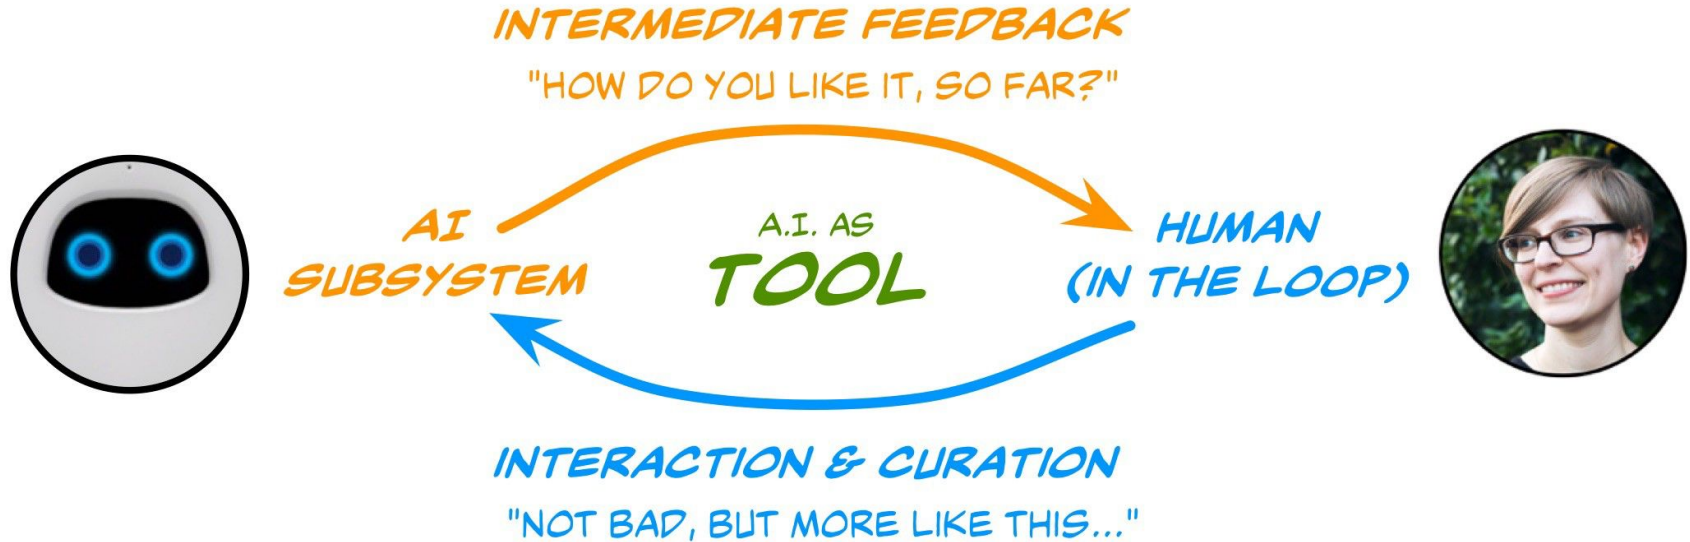 INTERMEDIATE FEEDBACK
"HOW DO YOU LIKE IT, SO FAR?"
AI
SUBSYSTEM
A.I. AS
TOOL
HUMAN
(IN THE LOOP)
INTERACTION & CURATION
"NOT BAD, BUT MORE LIKE THIS..."